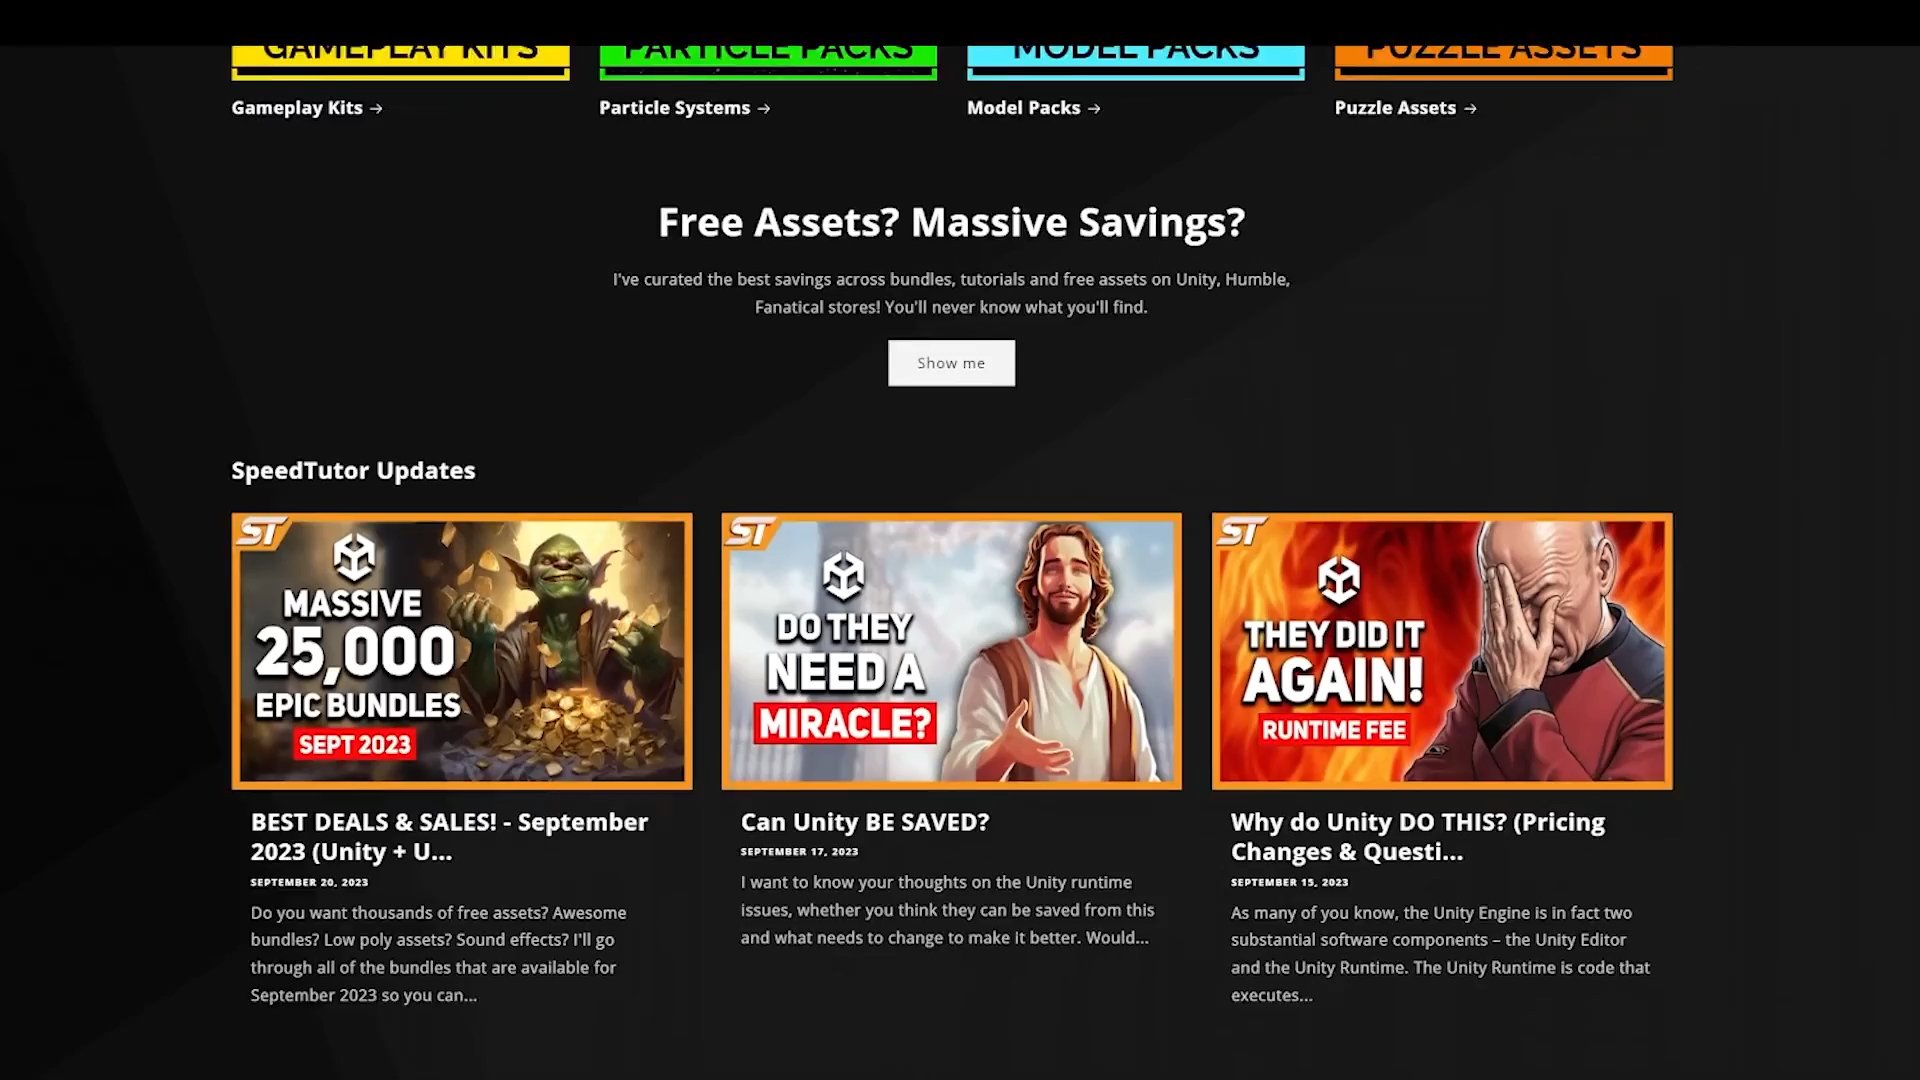 GAMEPLAY KITS
PARTICLE PACKS
MODEL PACKS
PUZZLE ASSETS
Gameplay Kits →
Particle Systems →
Model Packs →
Puzzle Assets →
Free Assets? Massive Savings?
I've curated the best savings across bundles, tutorials and free assets on Unity, Humble,
Fanatical stores! You'll never know what you'll find.
Show me
SpeedTutor Updates
ST
MASSIVE
25,000
EPIC BUNDLES
SEPT 2023
ST
DO THEY
NEED A
MIRACLE?
ST
THEY DID IT
AGAIN!
RUNTIME FEE
BEST DEALS & SALES! - September
2023 (Unity + U...
SEPTEMBER 20, 2023
Do you want thousands of free assets? Awesome
bundles? Low poly assets? Sound effects? I'll go
through all of the bundles that are available for
September 2023 so you can...
Can Unity BE SAVED?
SEPTEMBER 17, 2023
I want to know your thoughts on the Unity runtime
issues, whether you think they can be saved from this
and what needs to change to make it better. Would...
Why do Unity DO THIS? (Pricing
Changes & Questi...
SEPTEMBER 15, 2023
As many of you know, the Unity Engine is in fact two
substantial software components – the Unity Editor
and the Unity Runtime. The Unity Runtime is code that
executes...